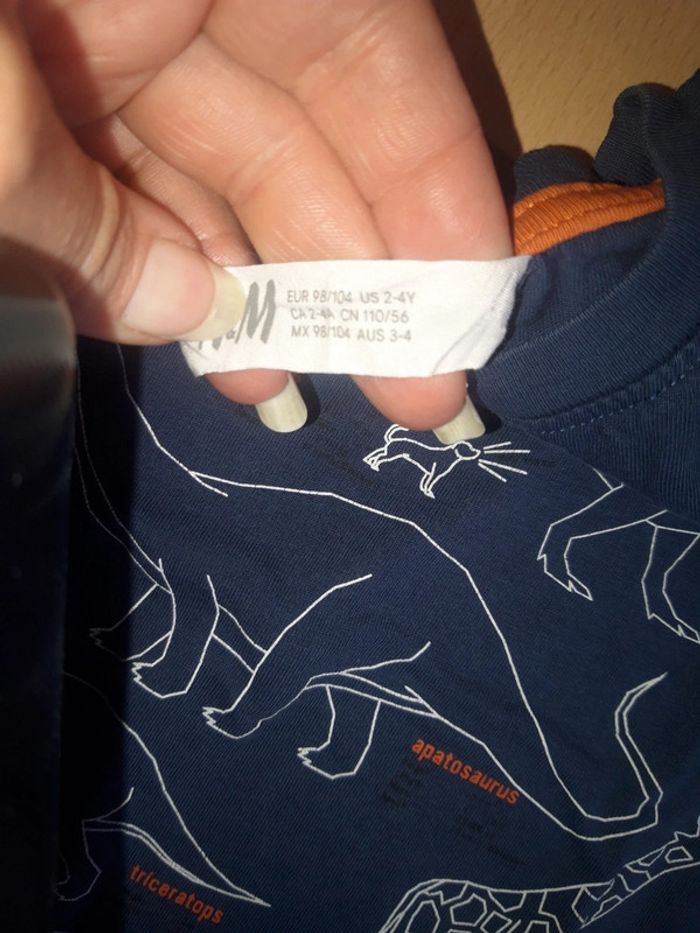 H&M
EUR 98/104 US 2-4Y
CA 2-4A CN 110/56
MX 98/104 AUS 3-4
apatosaurus
triceratops